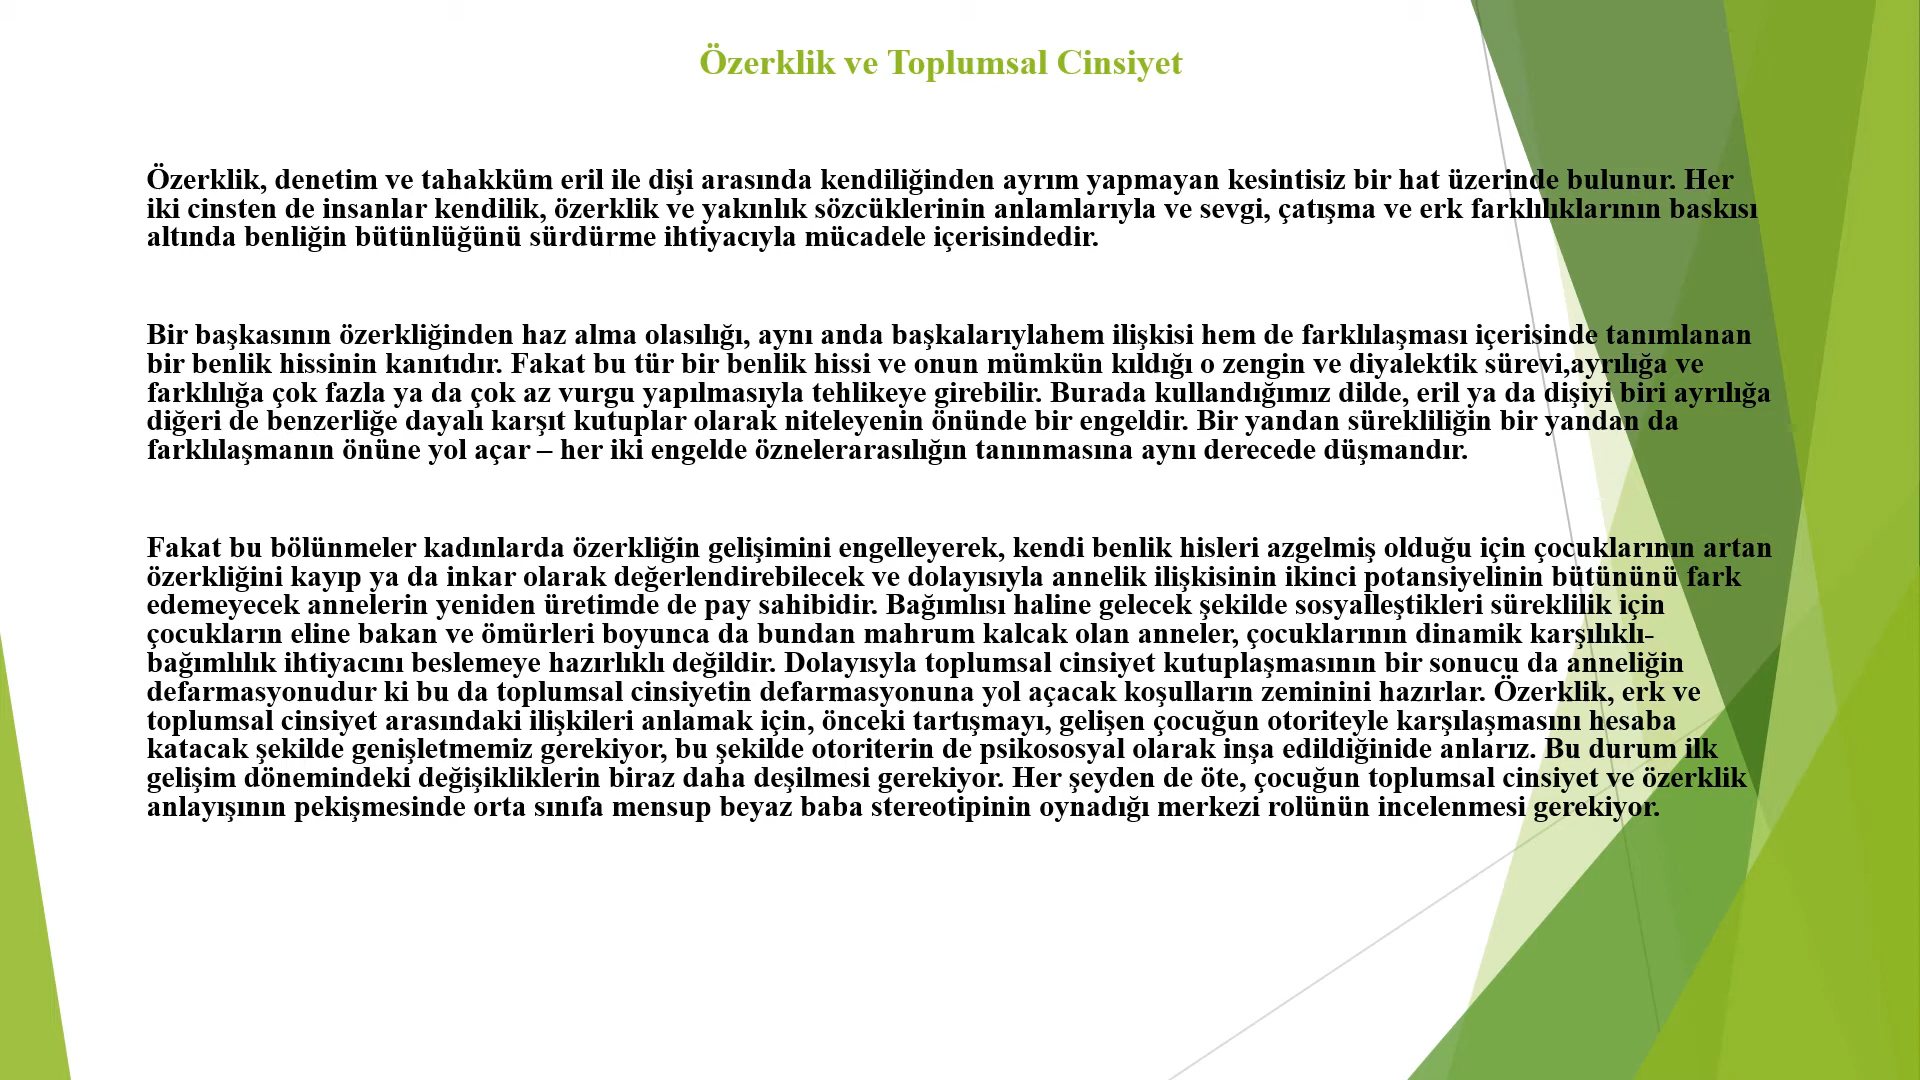 Özerklik ve Toplumsal Cinsiyet
Özerklik, denetim ve tahakküm eril ile dişi arasında kendiliğinden ayrım yapmayan kesintisiz bir hat üzerinde bulunur. Her
iki cinsten de insanlar kendilik, özerklik ve yakınlık sözcüklerinin anlamlarıyla ve sevgi, çatışma ve erk farklılıklarının baskısı
altında benliğin bütünlüğünü sürdürme ihtiyacıyla mücadele içerisindedir.
Bir başkasının özerkliğinden haz alma olasılığı, aynı anda başkalarıylahem ilişkisi hem de farklılaşması içerisinde tanımlanan
bir benlik hissinin kanıtıdır. Fakat bu tür bir benlik hissi ve onun mümkün kıldığı o zengin ve diyalektik sürevi,ayrılığa ve
farklılığa çok fazla ya da çok az vurgu yapılmasıyla tehlikeye girebilir. Burada kullandığımız dilde, eril ya da dişiyi biri ayrılığa
diğeri de benzerliğe dayalı karşıt kutuplar olarak niteleyenin önünde bir engeldir. Bir yandan sürekliliğin bir yandan da
farklılaşmanın önüne yol açar – her iki engelde öznelerarasılığın tanınmasına aynı derecede düşmandır.
Fakat bu bölünmeler kadınlarda özerkliğin gelişimini engelleyerek, kendi benlik hisleri azgelmiş olduğu için çocuklarının artan
özerkliğini kayıp ya da inkar olarak değerlendirebilecek ve dolayısıyla annelik ilişkisinin ikinci potansiyelinin bütününü fark
edemeyecek annelerin yeniden üretimde de pay sahibidir. Bağımlısı haline gelecek şekilde sosyalleştikleri süreklilik için
çocukların eline bakan ve ömürleri boyunca da bundan mahrum kalcak olan anneler, çocuklarının dinamik karşılıklı-
bağımlılık ihtiyacını beslemeye hazırlıklı değildir. Dolayısyla toplumsal cinsiyet kutuplaşmasının bir sonucu da anneliğin
defarmasyonudur ki bu da toplumsal cinsiyetin defarmasyonuna yol açacak koşulların zeminini hazırlar. Özerklik, erk ve
toplumsal cinsiyet arasındaki ilişkileri anlamak için, önceki tartışmayı, gelişen çocuğun otoriteyle karşılaşmasını hesaba
katacak şekilde genişletmemiz gerekiyor, bu şekilde otoriterin de psikososyal olarak inşa edildiğinide anlarız. Bu durum ilk
gelişim dönemindeki değişikliklerin biraz daha deşilmesi gerekiyor. Her şeyden de öte, çocuğun toplumsal cinsiyet ve özerklik
anlayışının pekişmesinde orta sınıfa mensup beyaz baba stereotipinin oynadığı merkezi rolünün incelenmesi gerekiyor.